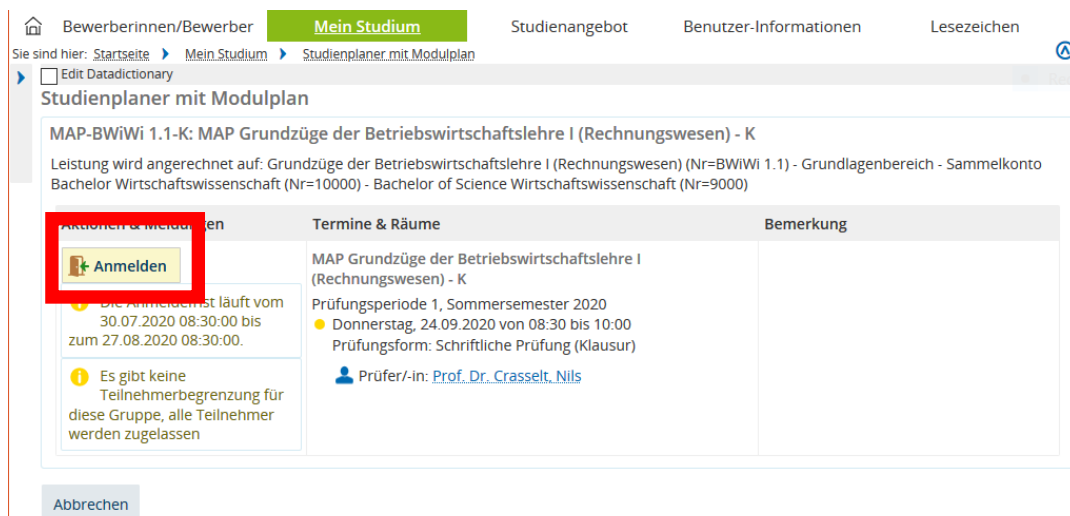 Bewerberinnen/Bewerber Mein Studium Studienangebot Benutzer-Informationen Lesezeichen
Sie sind hier: Startseite Mein Studium Studienplaner mit Modulplan
Edit Datadictionary
Studienplaner mit Modulplan
MAP-BWiWi 1.1-K: MAP Grundzüge der Betriebswirtschaftslehre I (Rechnungswesen) - K
Leistung wird angerechnet auf: Grundzüge der Betriebswirtschaftslehre I (Rechnungswesen) (Nr=BWiWi 1.1) - Grundlagenbereich - Sammelkonto
Bachelor Wirtschaftswissenschaft (Nr=10000) - Bachelor of Science Wirtschaftswissenschaft (Nr=9000)
Aktionen & Meldungen
Anmelden
Die Anmeldefrist läuft vom
30.07.2020 08:30:00 bis
zum 27.08.2020 08:30:00.
Es gibt keine
Teilnehmerbegrenzung für
diese Gruppe, alle Teilnehmer
werden zugelassen
Termine & Räume
MAP Grundzüge der Betriebswirtschaftslehre I
(Rechnungswesen) - K
Prüfungsperiode 1, Sommersemester 2020
Donnerstag, 24.09.2020 von 08:30 bis 10:00
Prüfungsform: Schriftliche Prüfung (Klausur)
Prüfer/-in: Prof. Dr. Crasselt, Nils
Bemerkung
Abbrechen